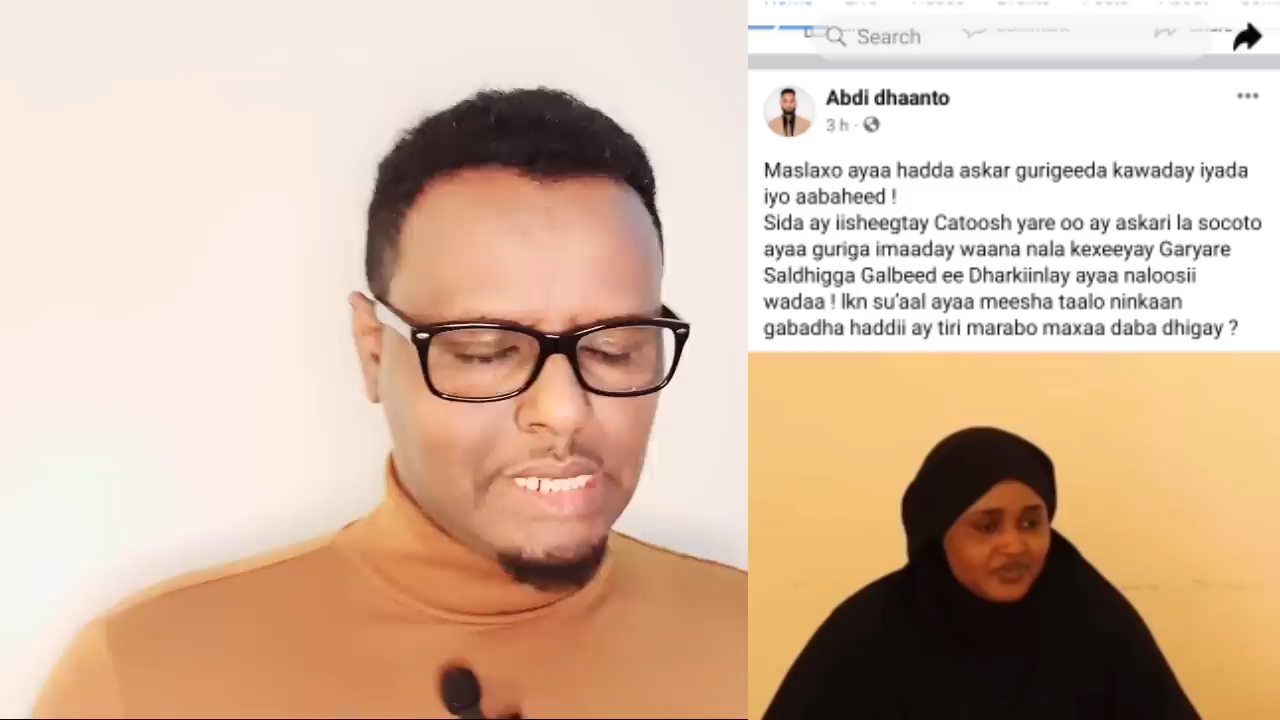 Search
Abdi dhaanto
3 h
Maslaxo ayaa hadda askar gurigeeda kawaday iyada
iyo aabaheed !
Sida ay iisheegtay Catoosh yare oo ay askari la socoto
ayaa guriga imaaday waana nala kexeeyay Garyare
Saldhigga Galbeed ee Dharkiinlay ayaa naloosii
wadaa ! lkn su'aal ayaa meesha taalo ninkaan
gabadha haddii ay tiri marabo maxaa daba dhigay ?